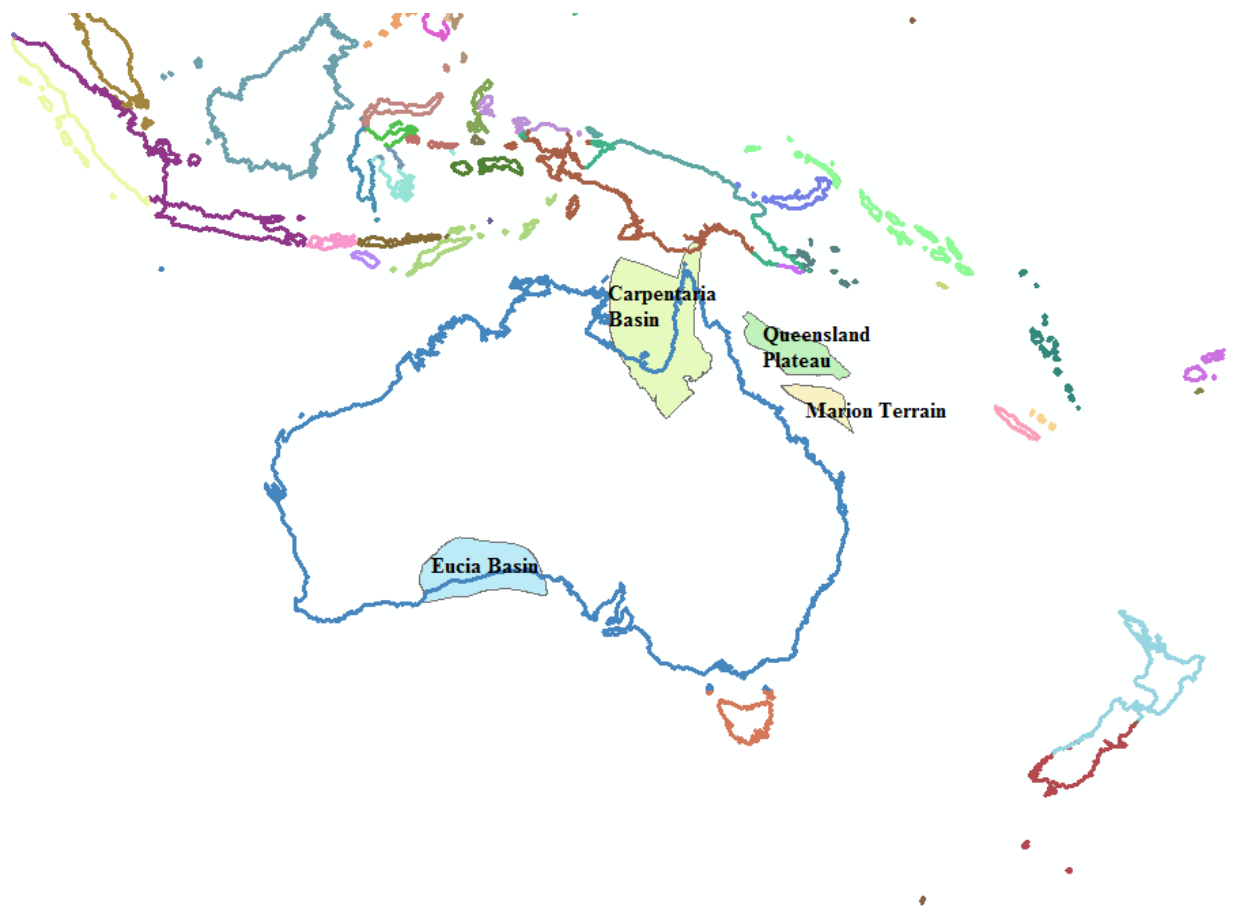 Carpentaria
Basin
Queensland
Plateau
Marion Terrain
Eucia Basin